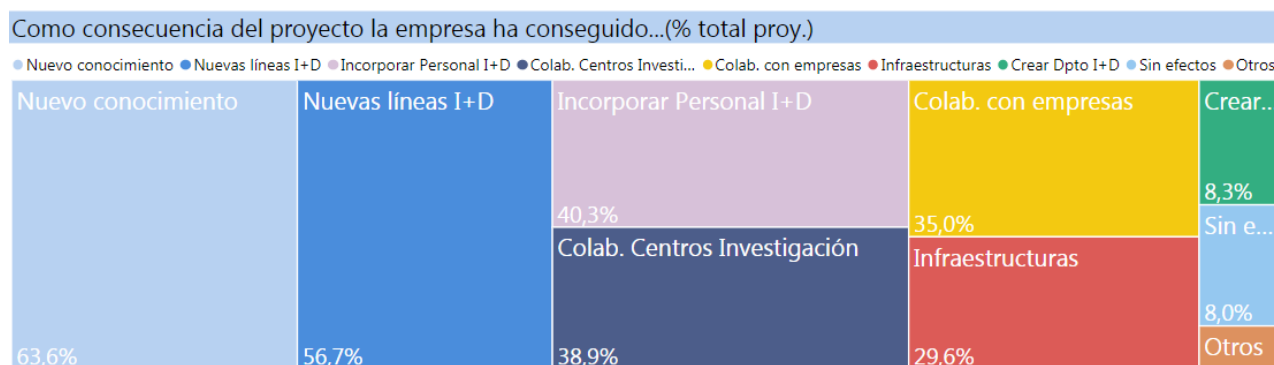 Como consecuencia del proyecto la empresa ha conseguido...(% total proy.)
Nuevo conocimiento Nuevas líneas I+D Incorporar Personal I+D Colab. Centros Investi... Colab. con empresas Infraestructuras Crear Dpto I+D Sin efectos Otros
Nuevo conocimiento
63,6%
Nuevas líneas I+D
56,7%
Incorporar Personal I+D
40,3%
Colab. Centros Investigación
38,9%
Colab. con empresas
35,0%
Infraestructuras
29,6%
Crear...
8,3%
Sin e...
8,0%
Otros